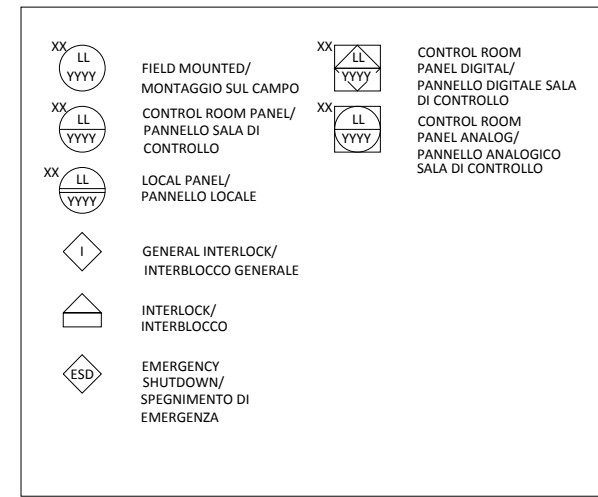 XX
LL
YYYY
FIELD MOUNTED/
MONTAGGIO SUL CAMPO
XX
LL
YYYY
CONTROL ROOM PANEL/
PANNELLO SALA DI
CONTROLLO
XX
LL
YYYY
LOCAL PANEL/
PANNELLO LOCALE
I
GENERAL INTERLOCK/
INTERBLOCCO GENERALE
INTERLOCK/
INTERBLOCCO
ESD
EMERGENCY
SHUTDOWN/
SPEGNIMENTO DI
EMERGENZA
XX
LL
YYYY
CONTROL ROOM
PANEL DIGITAL/
PANNELLO DIGITALE SALA
DI CONTROLLO
XX
LL
YYYY
CONTROL ROOM
PANEL ANALOG/
PANNELLO ANALOGICO
SALA DI CONTROLLO